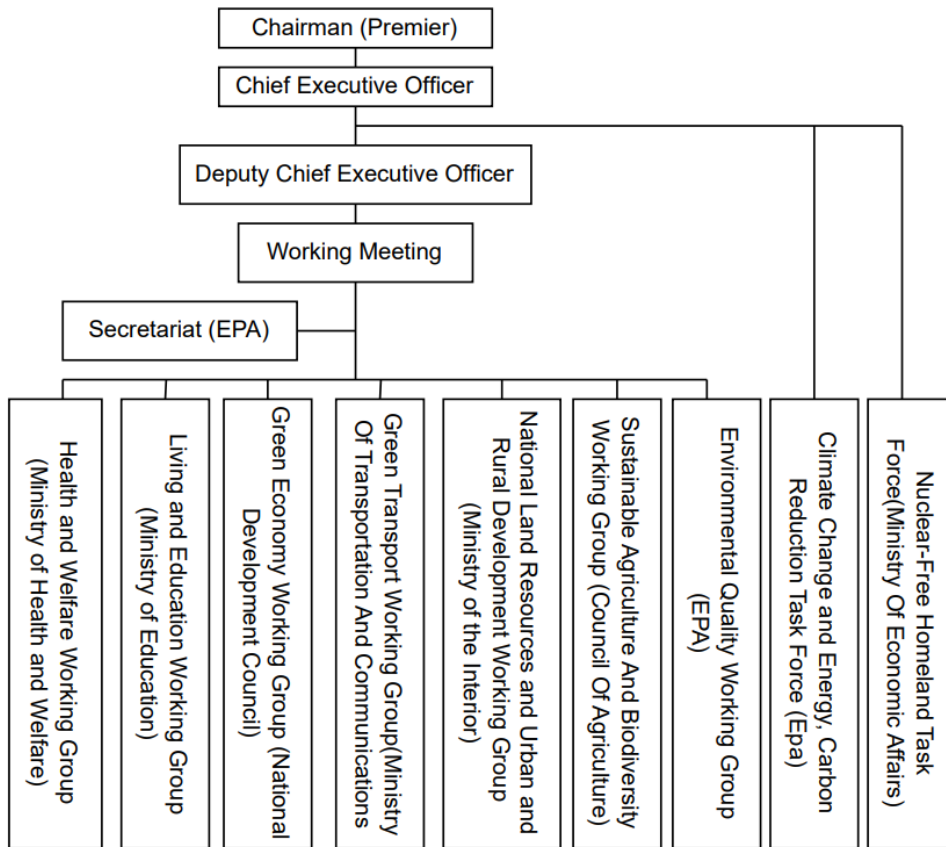 Chairman (Premier)
Chief Executive Officer
Deputy Chief Executive Officer
Working Meeting
Secretariat (EPA)
Health and Welfare Working Group
(Ministry of Health and Welfare)
Living and Education Working Group
(Ministry of Education)
Green Economy Working Group (National
Development Council)
Green Transport Working Group(Ministry
Of Transportation And Communications
National Land Resources and Urban and
Rural Development Working Group
(Ministry of the Interior)
Sustainable Agriculture And Biodiversity
Working Group (Council Of Agriculture)
Environmental Quality Working Group
(EPA)
Climate Change and Energy, Carbon
Reduction Task Force (Epa)
Nuclear-Free Homeland Task
Force(Ministry Of Economic Affairs)